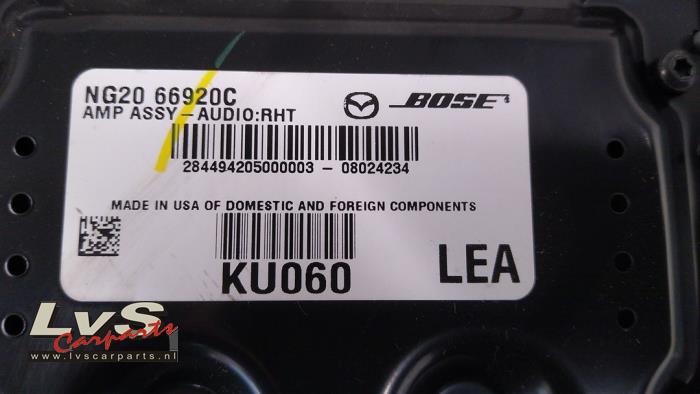 NG20 66920C
AMP ASSY-AUDIO:RHT
BOSE
284494205000003 - 08024234
MADE IN USA OF DOMESTIC AND FOREIGN COMPONENTS
KU060
LEA
LvS
Carparts
www.lvscarparts.nl